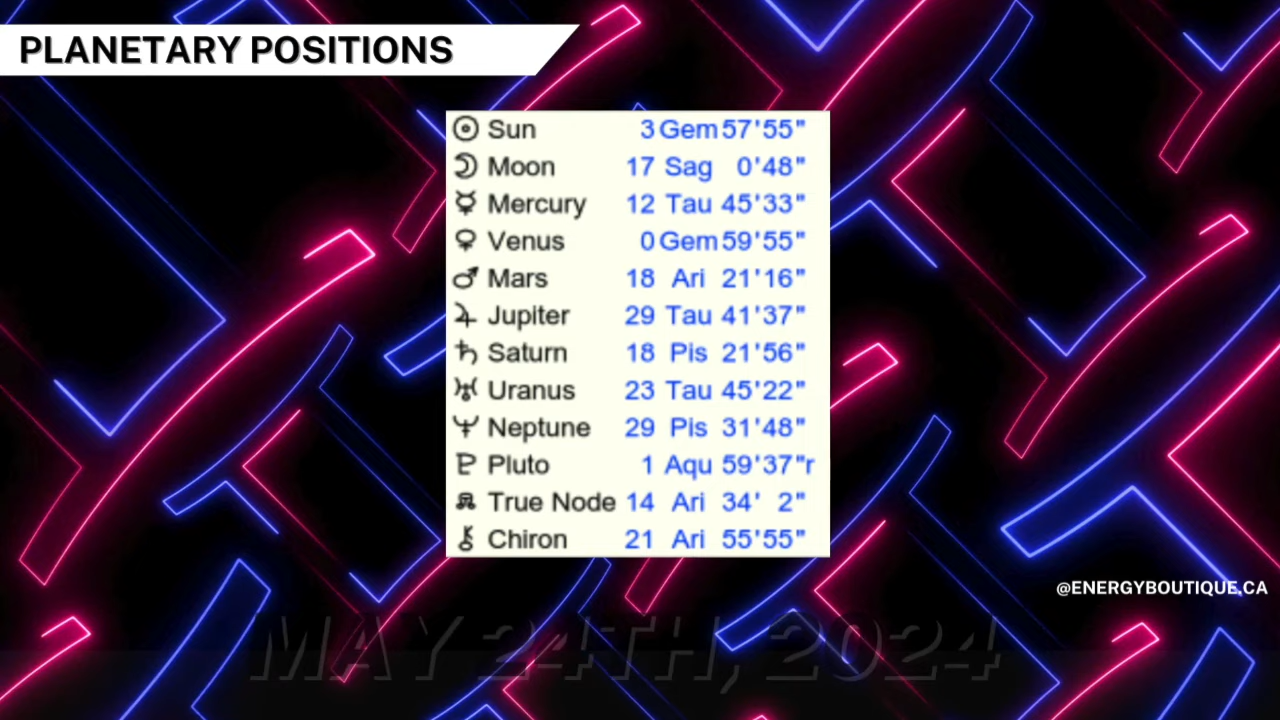 PLANETARY POSITIONS
Sun 3 Gem 57'55"
Moon 17 Sag 0'48"
Mercury 12 Tau 45'33"
Venus 0 Gem 59'55"
Mars 18 Ari 21'16"
Jupiter 29 Tau 41'37"
Saturn 18 Pis 21'56"
Uranus 23 Tau 45'22"
Neptune 29 Pis 31'48"
Pluto 1 Aqu 59'37"r
True Node 14 Ari 34' 2"
Chiron 21 Ari 55'55"
@ENERGYBOUTIQUE.CA
MAY 24TH, 2024